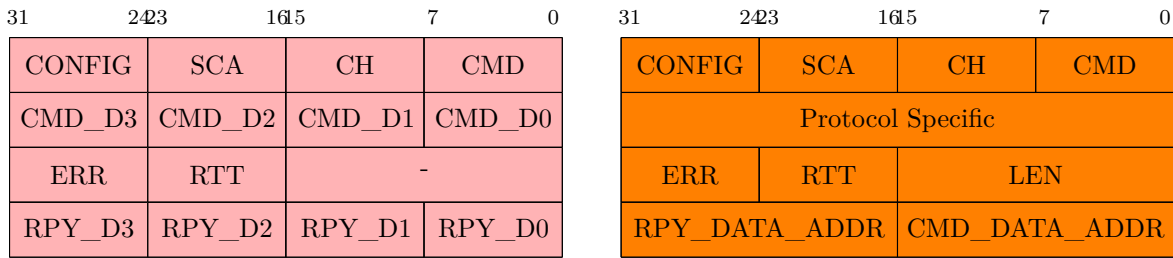 31 24 23 16 15 7 0
CONFIG SCA CH CMD
CMD_D3 CMD_D2 CMD_D1 CMD_D0
ERR RTT -
RPY_D3 RPY_D2 RPY_D1 RPY_D0
31 24 23 16 15 7 0
CONFIG SCA CH CMD
Protocol Specific
ERR RTT LEN
RPY_DATA_ADDR CMD_DATA_ADDR